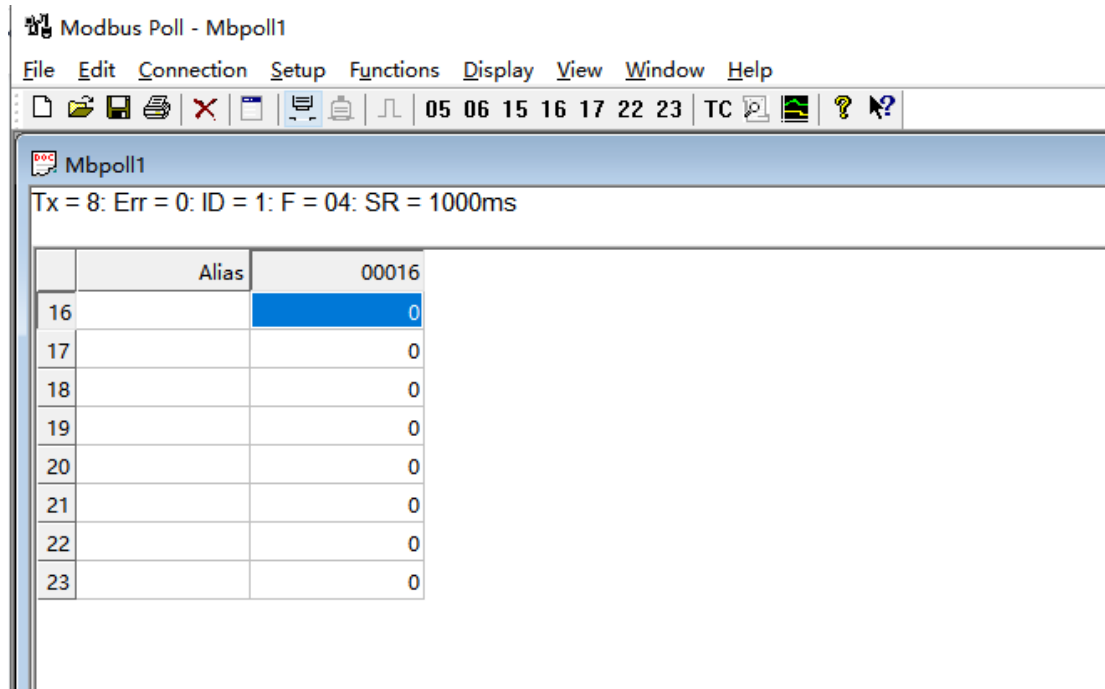 Modbus Poll - Mbpoll1
File Edit Connection Setup Functions Display View Window Help
05 06 15 16 17 22 23 TC
Mbpoll1
Tx = 8: Err = 0: ID = 1: F = 04: SR = 1000ms
Alias 00016
16 0
17 0
18 0
19 0
20 0
21 0
22 0
23 0